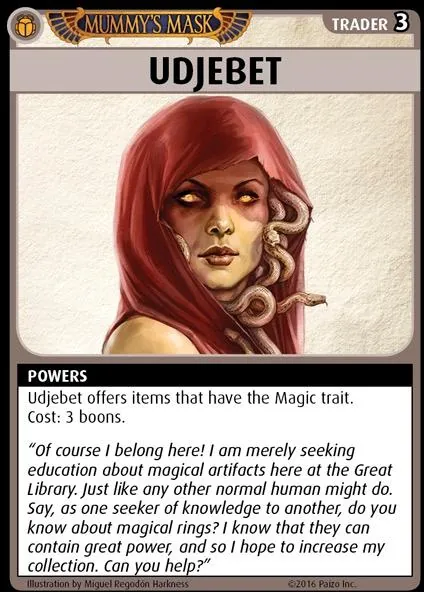 MUMMY'S MASK
TRADER 3
UDJEBET
POWERS
Udjebet offers items that have the Magic trait.
Cost: 3 boons.
“Of course I belong here! I am merely seeking
education about magical artifacts here at the Great
Library. Just like any other normal human might do.
Say, as one seeker of knowledge to another, do you
know about magical rings? I know that they can
contain great power, and so I hope to increase my
collection. Can you help?”
Illustration by Miguel Regodón Harkness
©2016 Paizo Inc.